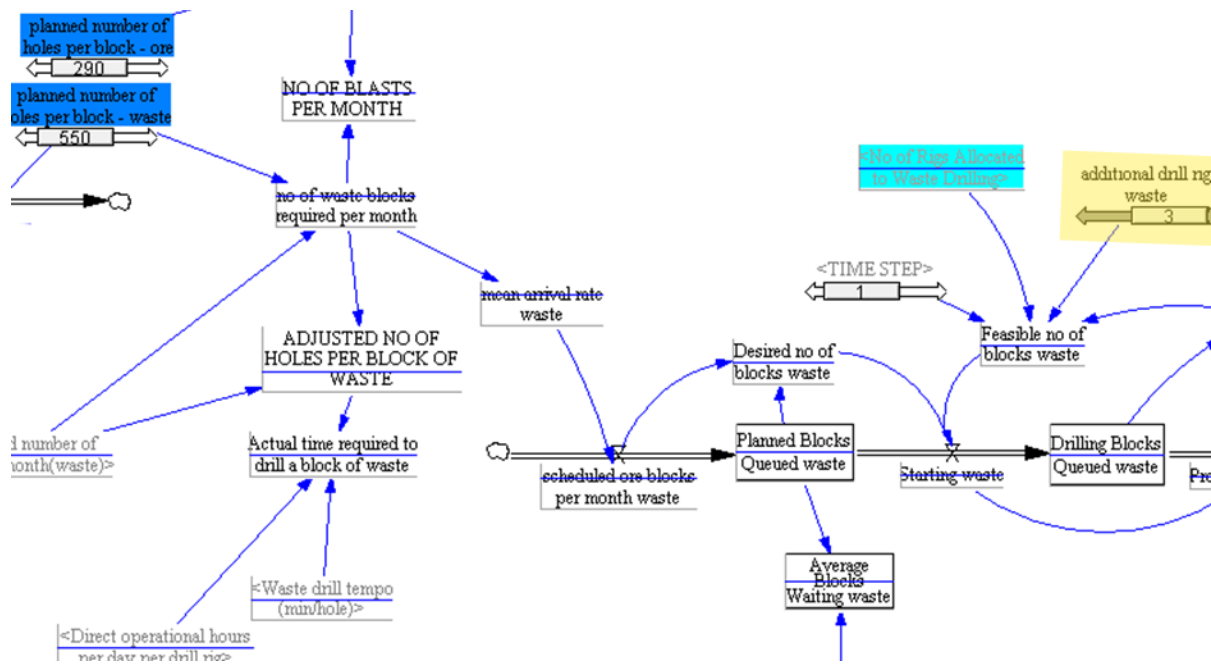 planned number of
holes per block - ore
290
planned number of
oles per block - waste
550
NO OF BLASTS
PER MONTH
no of waste blocks
required per month
<No of Rigs Allocated
to Waste Drilling>
additional drill rig
waste
3
<TIME STEP>
1
mean arrival rate
waste
Feasible no of
blocks waste
ADJUSTED NO OF
HOLES PER BLOCK OF
WASTE
Desired no of
blocks waste
d number of
month(waste)>
Actual time required to
drill a block of waste
scheduled ore blocks
per month waste
Planned Blocks
Queued waste
Starting waste
Drilling Blocks
Queued waste
Pro
Average
Blocks
Waiting waste
<Waste drill tempo
(min/hole)>
<Direct operational hours
per day per drill rig>